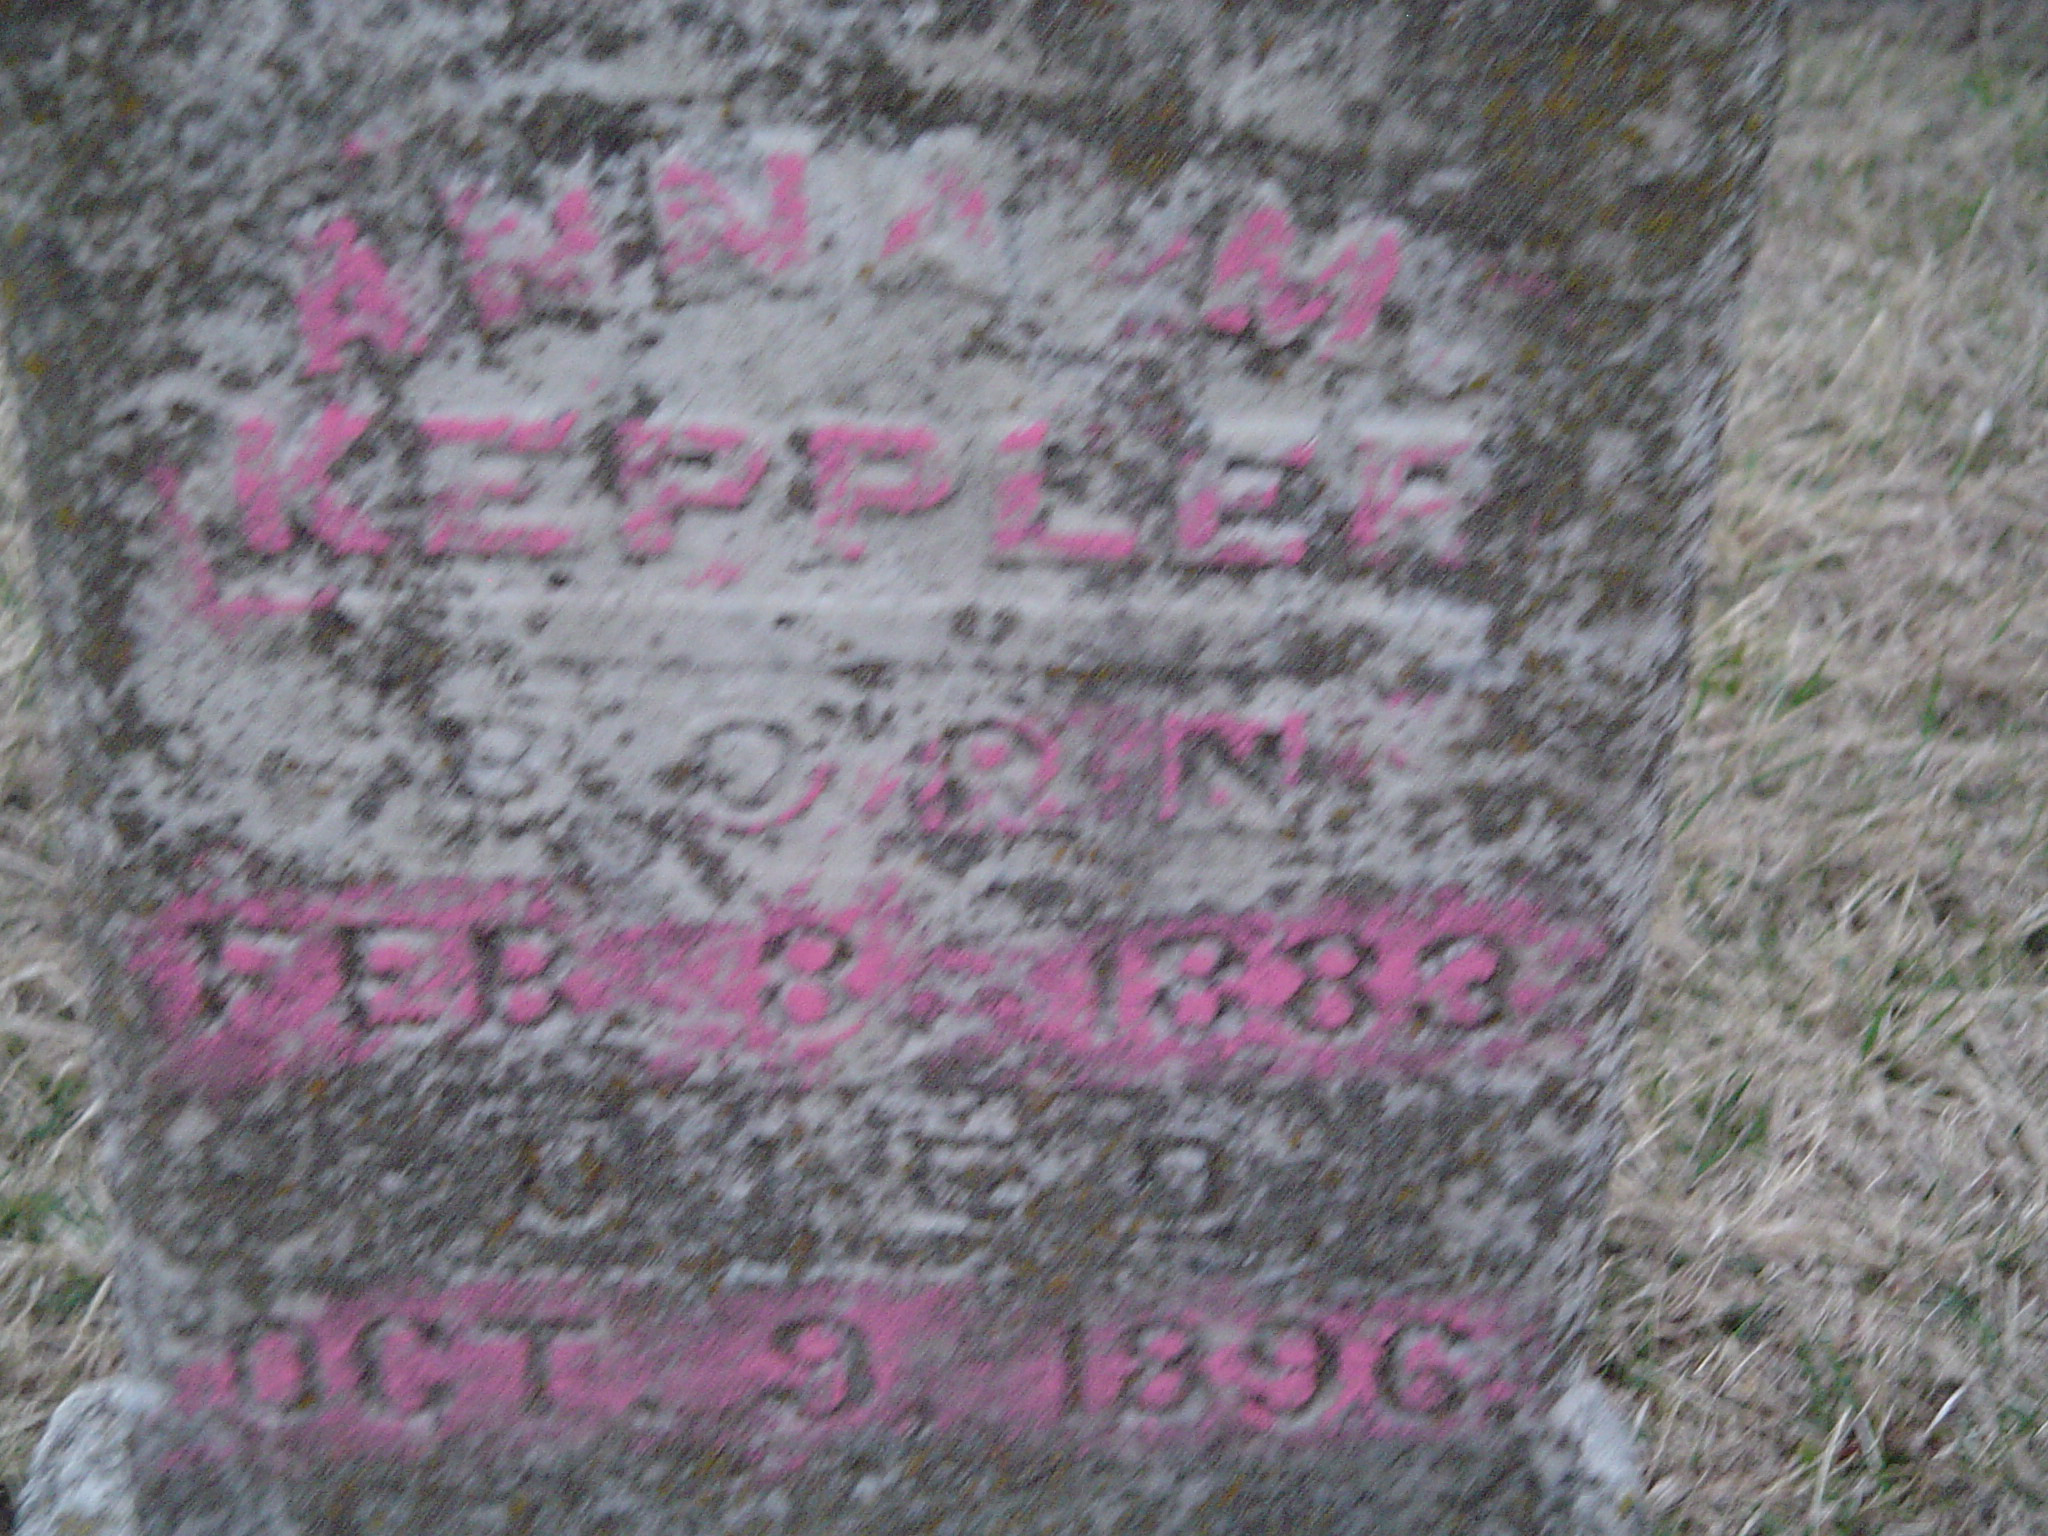 ANNA M
KEPPLER
BORN
FEB 8 1883
DIED
OCT. 9 1896